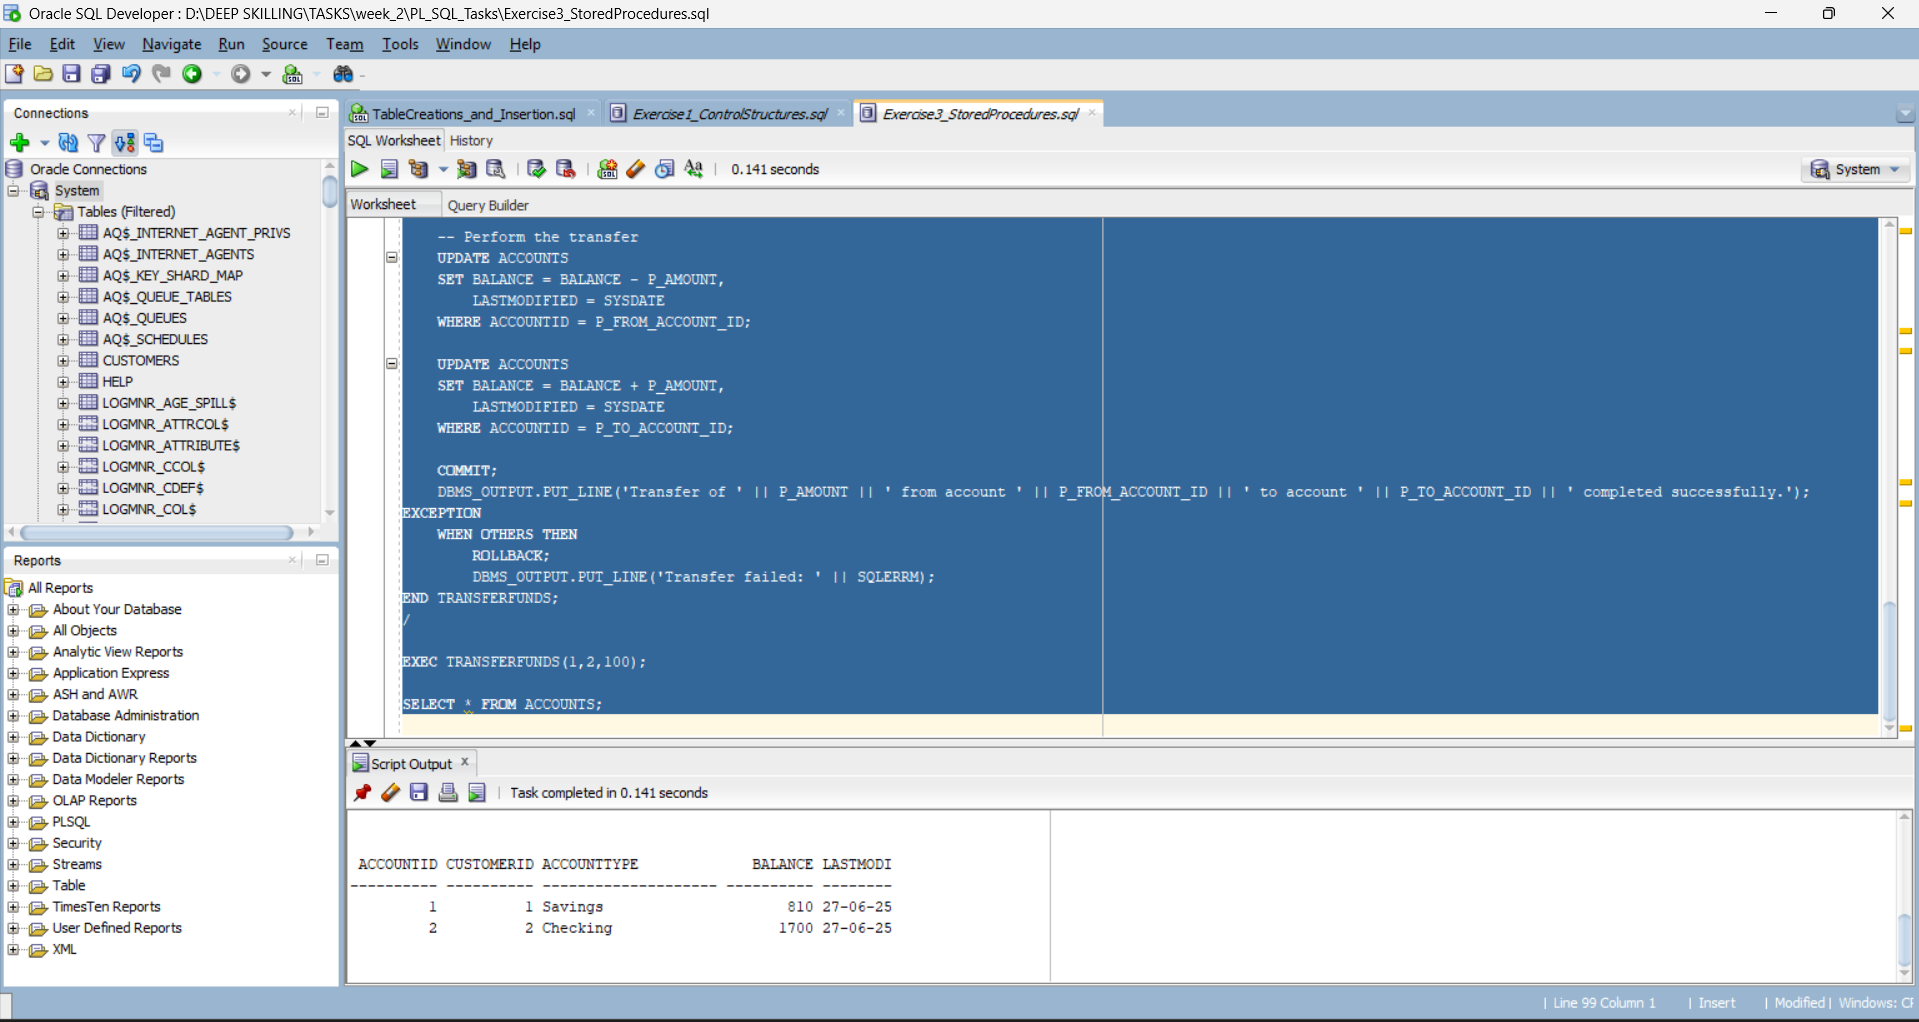 Oracle SQL Developer : D:\DEEP SKILLING\TASKS\week_2\PL_SQL_Tasks\Exercise3_StoredProcedures.sql
File Edit View Navigate Run Source Team Tools Window Help
Connections
Oracle Connections
System
Tables (Filtered)
AQ$_INTERNET_AGENT_PRIVS
AQ$_INTERNET_AGENTS
AQ$_KEY_SHARD_MAP
AQ$_QUEUE_TABLES
AQ$_QUEUES
AQ$_SCHEDULES
CUSTOMERS
HELP
LOGMNR_AGE_SPILL$
LOGMNR_ATTRCOL$
LOGMNR_ATTRIBUTE$
LOGMNR_CCOL$
LOGMNR_CDEF$
LOGMNR_COL$
Reports
All Reports
About Your Database
All Objects
Analytic View Reports
Application Express
ASH and AWR
Database Administration
Data Dictionary
Data Dictionary Reports
Data Modeler Reports
OLAP Reports
PLSQL
Security
Streams
Table
TimesTen Reports
User Defined Reports
XML
TableCreations_and_Insertion.sql Exercise1_ControlStructures.sql Exercise3_StoredProcedures.sql
SQL Worksheet History
0.141 seconds System
Worksheet Query Builder
-- Perform the transfer
UPDATE ACCOUNTS
SET BALANCE = BALANCE - P_AMOUNT,
LASTMODIFIED = SYSDATE
WHERE ACCOUNTID = P_FROM_ACCOUNT_ID;
UPDATE ACCOUNTS
SET BALANCE = BALANCE + P_AMOUNT,
LASTMODIFIED = SYSDATE
WHERE ACCOUNTID = P_TO_ACCOUNT_ID;
COMMIT;
DBMS_OUTPUT.PUT_LINE('Transfer of ' || P_AMOUNT || ' from account ' || P_FROM_ACCOUNT_ID || ' to account ' || P_TO_ACCOUNT_ID || ' completed successfully.');
EXCEPTION
WHEN OTHERS THEN
ROLLBACK;
DBMS_OUTPUT.PUT_LINE('Transfer failed: ' || SQLERRM);
END TRANSFERFUNDS;
/
EXEC TRANSFERFUNDS(1,2,100);
SELECT * FROM ACCOUNTS;
Script Output
Task completed in 0.141 seconds
ACCOUNTID CUSTOMERID ACCOUNTTYPE BALANCE LASTMODI
---------- ---------- -------------------- ---------- --------
1 1 Savings 810 27-06-25
2 2 Checking 1700 27-06-25
| Line 99 Column 1 | Insert | Modified | Windows: CF